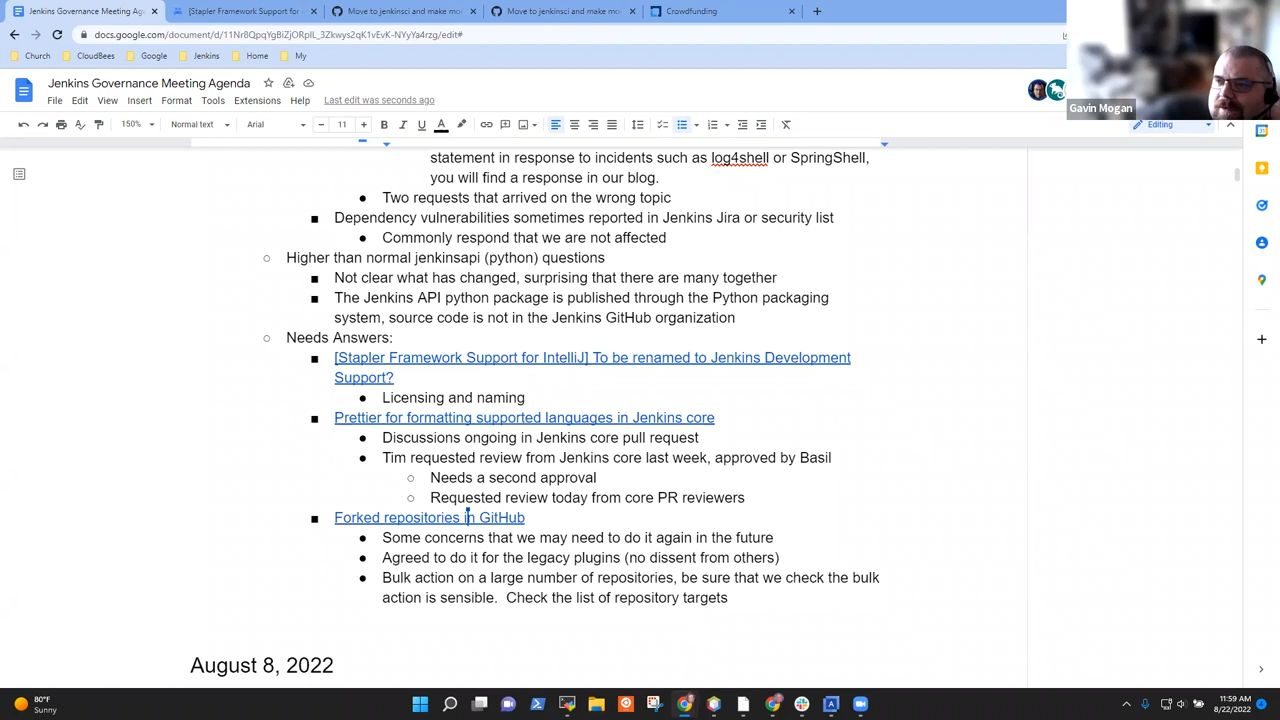 Jenkins Governance Meeting Age
[Stapler Framework Support for
Move to jenkinsci and make mor
Move to jenkinsci and make mor
Crowdfunding
docs.google.com/document/d/11Nr8QpqYgBiZjORplL_3Zkwys2qK1vEvK-NYyYa4rzg/edit#
Church
CloudBees
Google
Jenkins
Home
My
Jenkins Governance Meeting Agenda
File Edit View Insert Format Tools Extensions Help Last edit was seconds ago
Gavin Mogan
150% Normal text Arial 11 Editing
statement in response to incidents such as log4shell or SpringShell,
you will find a response in our blog.
● Two requests that arrived on the wrong topic
■ Dependency vulnerabilities sometimes reported in Jenkins Jira or security list
● Commonly respond that we are not affected
○ Higher than normal jenkinsapi (python) questions
■ Not clear what has changed, surprising that there are many together
■ The Jenkins API python package is published through the Python packaging
system, source code is not in the Jenkins GitHub organization
○ Needs Answers:
■ [Stapler Framework Support for IntelliJ] To be renamed to Jenkins Development
Support?
● Licensing and naming
■ Prettier for formatting supported languages in Jenkins core
● Discussions ongoing in Jenkins core pull request
● Tim requested review from Jenkins core last week, approved by Basil
○ Needs a second approval
○ Requested review today from core PR reviewers
■ Forked repositories in GitHub
● Some concerns that we may need to do it again in the future
● Agreed to do it for the legacy plugins (no dissent from others)
● Bulk action on a large number of repositories, be sure that we check the bulk
action is sensible. Check the list of repository targets
August 8, 2022
80°F
Sunny
11:59 AM
8/22/2022